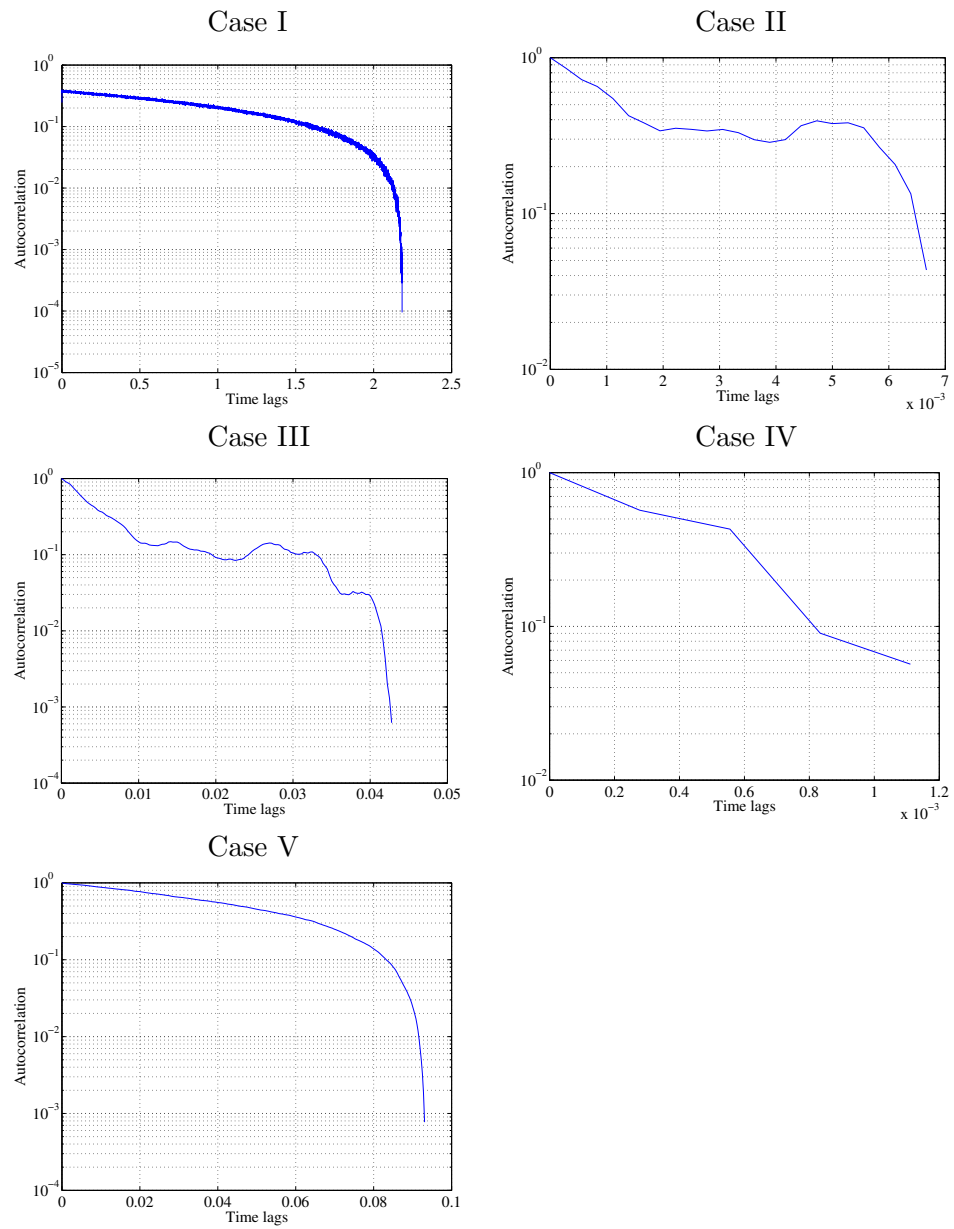 Case I
Autocorrelation
10^0
10^-1
10^-2
10^-3
10^-4
10^-5
0 0.5 1 1.5 2 2.5
Time lags
Case II
Autocorrelation
10^0
10^-1
10^-2
0 1 2 3 4 5 6 7
Time lags
x 10^-3
Case III
Autocorrelation
10^0
10^-1
10^-2
10^-3
10^-4
0 0.01 0.02 0.03 0.04 0.05
Time lags
Case IV
Autocorrelation
10^0
10^-1
10^-2
0 0.2 0.4 0.6 0.8 1 1.2
Time lags
x 10^-3
Case V
Autocorrelation
10^0
10^-1
10^-2
10^-3
10^-4
0 0.02 0.04 0.06 0.08 0.1
Time lags